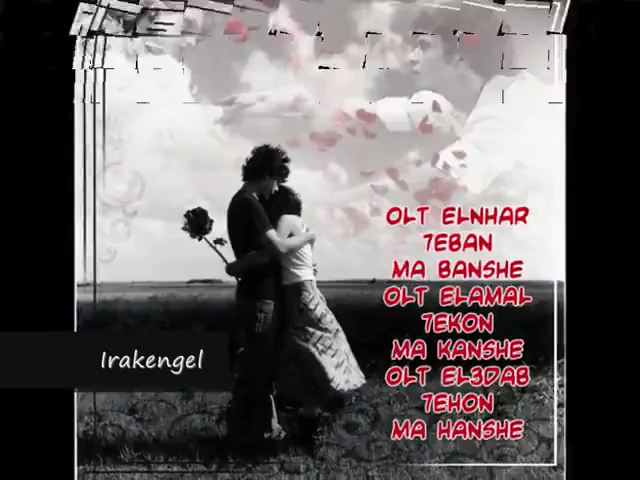 OLT ELNHAR
7EBAN
MA BANSHE
OLT ELAMAL
7EKON
MA KANSHE
OLT EL3DAB
7EHON
MA HANSHE
Irakengel